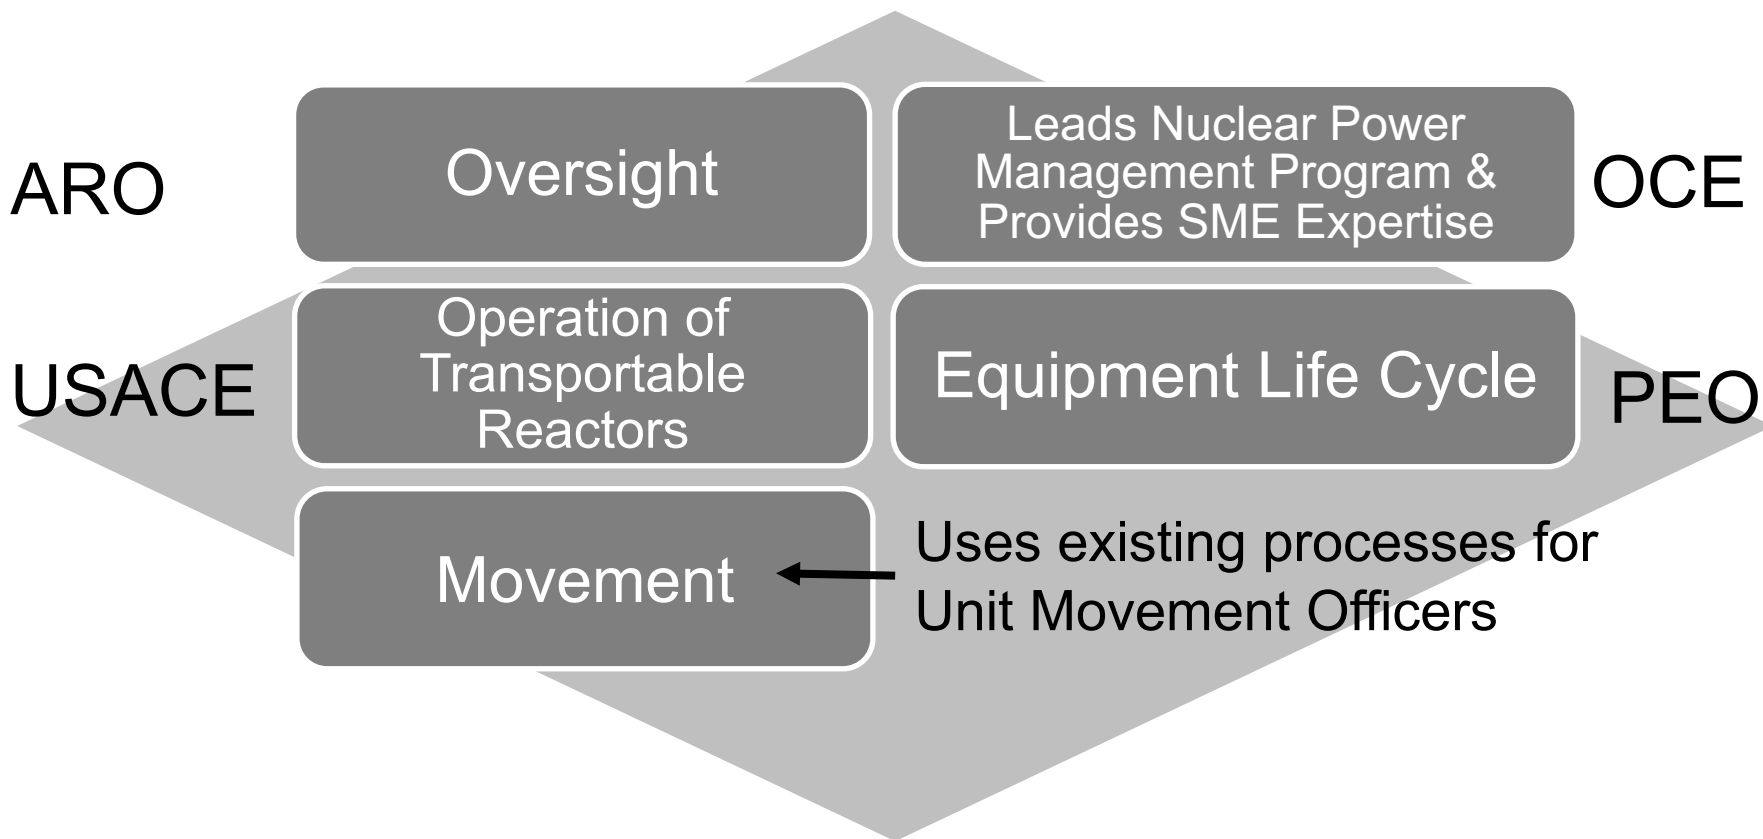 ARO
Oversight
Leads Nuclear Power
Management Program &
Provides SME Expertise
OCE
USACE
Operation of
Transportable
Reactors
Equipment Life Cycle
PEO
Movement
Uses existing processes for
Unit Movement Officers